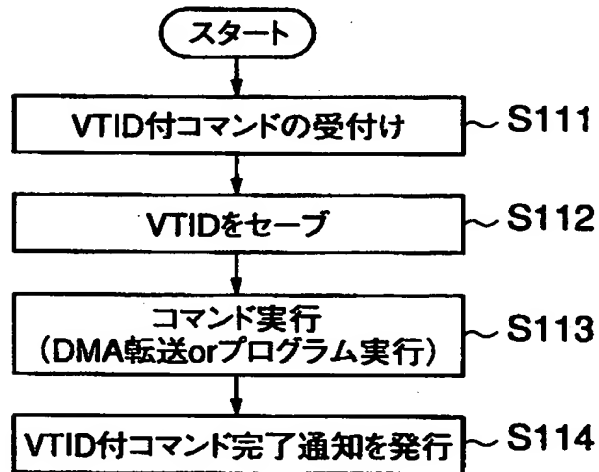 スタート
VTID付コマンドの受付け
S111
VTIDをセーブ
S112
コマンド実行
(DMA転送orプログラム実行)
S113
VTID付コマンド完了通知を発行
S114